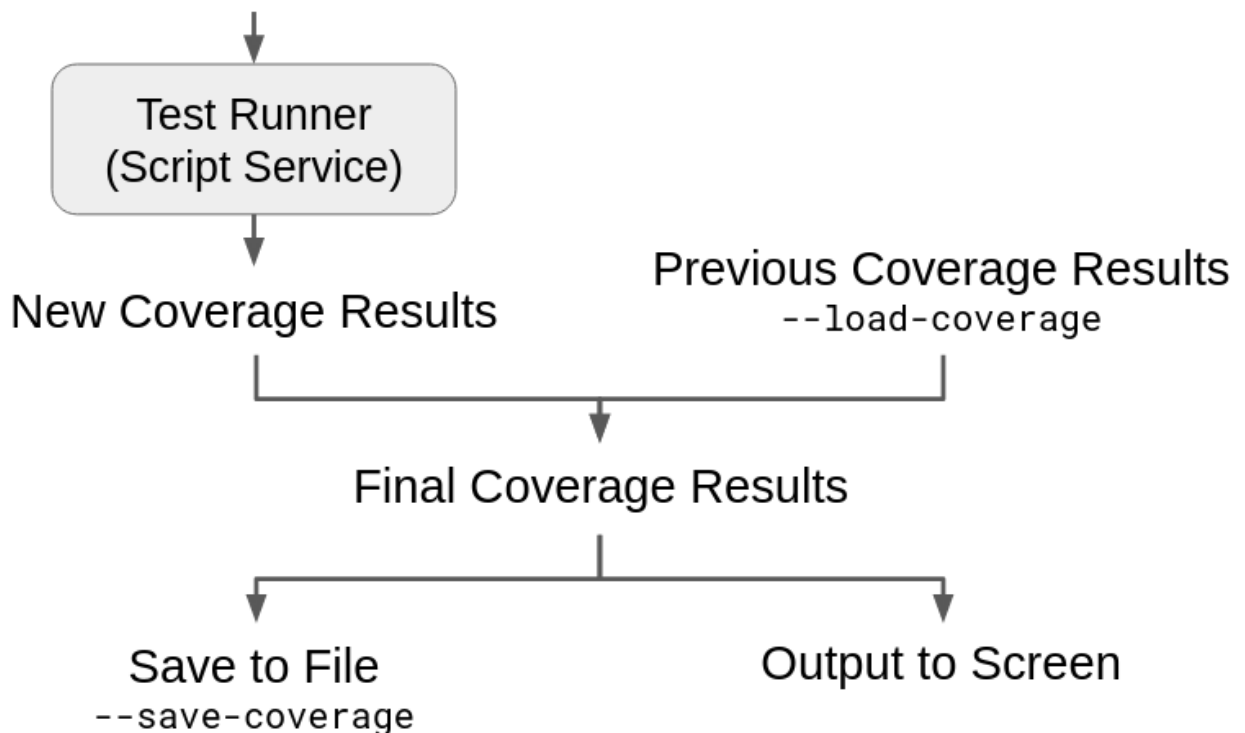 Test Runner
(Script Service)
New Coverage Results
Previous Coverage Results
--load-coverage
Final Coverage Results
Save to File
--save-coverage
Output to Screen